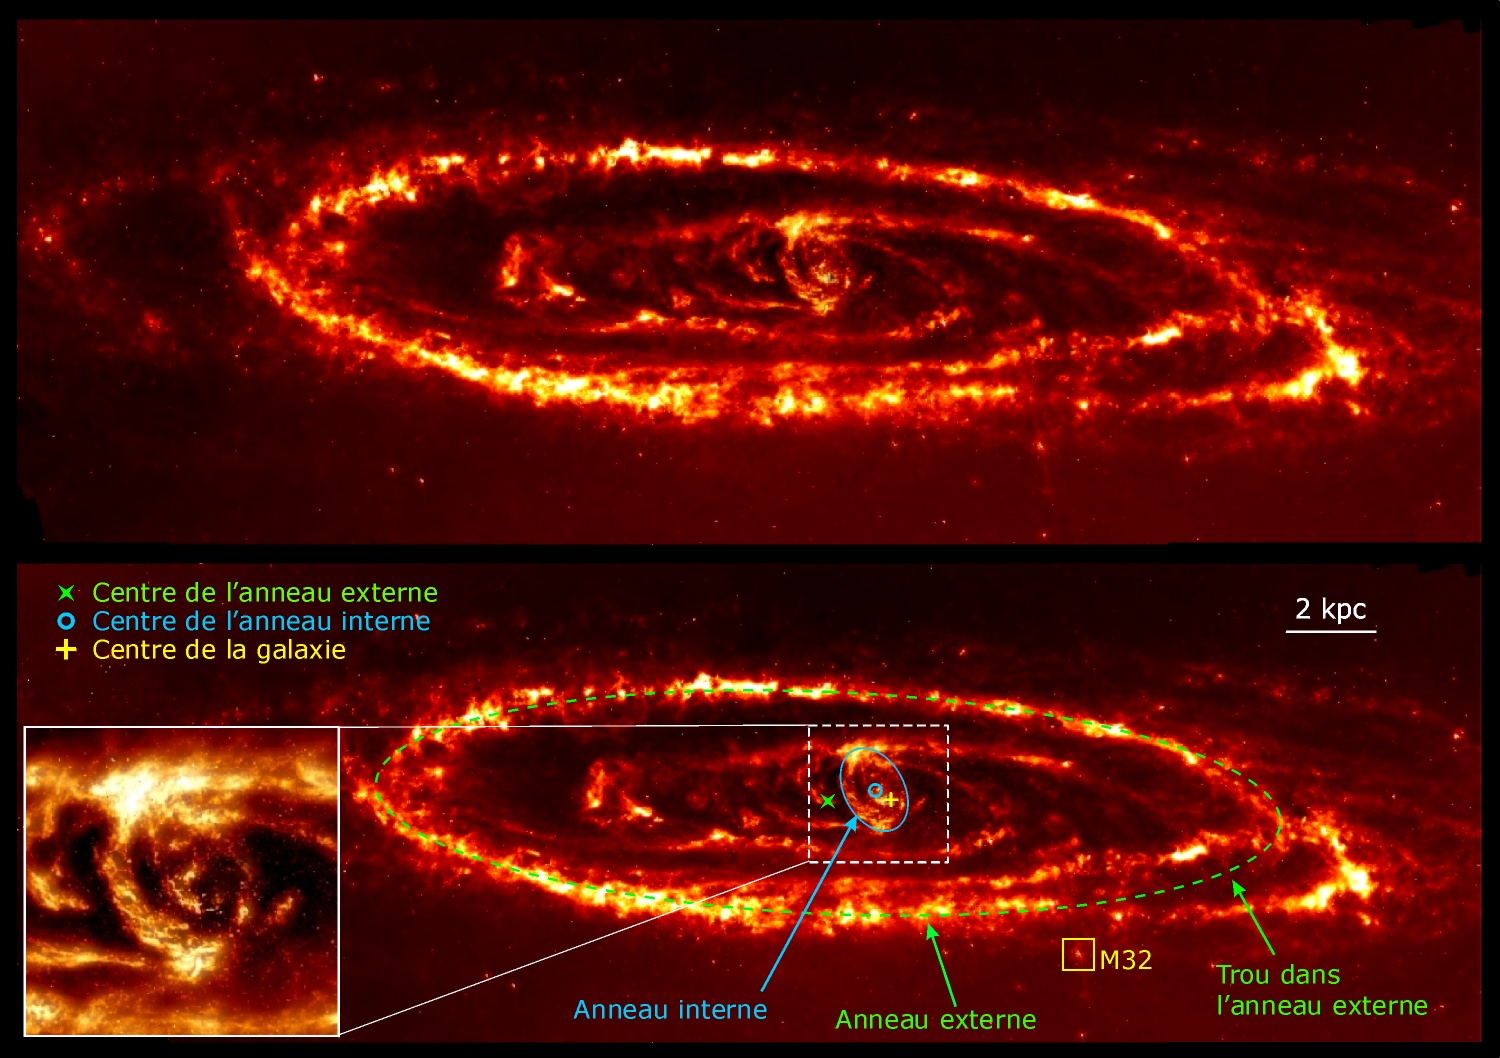 Centre de l'anneau externe
Centre de l'anneau interne
Centre de la galaxie
2 kpc
M32
Trou dans
l'anneau externe
Anneau interne
Anneau externe